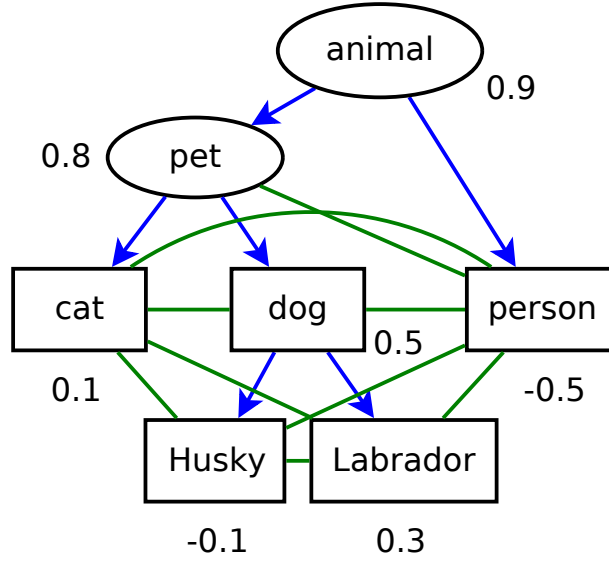 animal
0.9
0.8
pet
cat
dog
person
0.5
0.1
-0.5
Husky
Labrador
-0.1
0.3